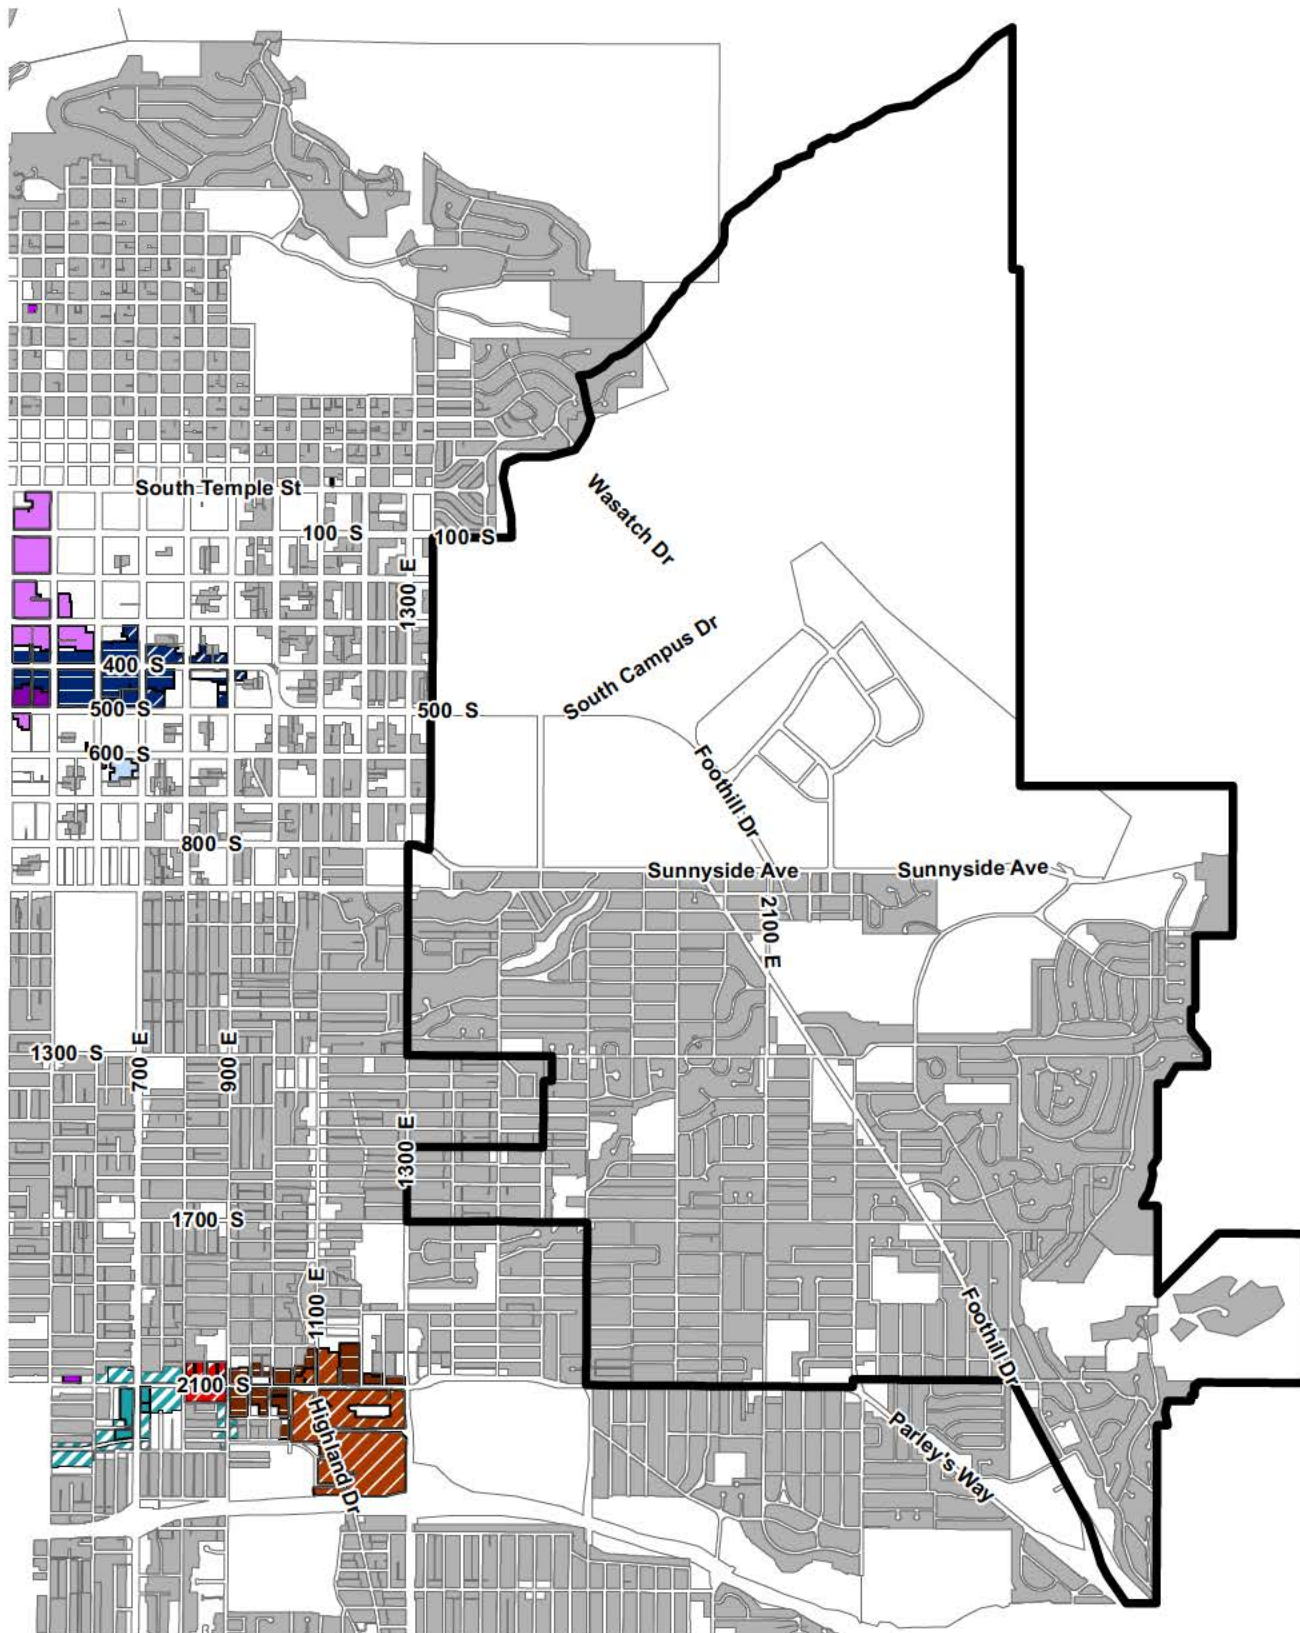 South Temple St
100 S
100 S
Wasatch Dr
1300 E
South Campus Dr
400 S
500 S
500 S
600 S
Foothill Dr
800 S
Sunnyside Ave
Sunnyside Ave
2100 E
1300 S
700 E
900 E
1300 E
1700 S
1100 E
Foothill Dr
2100 S
Highland Dr
Parley's Way